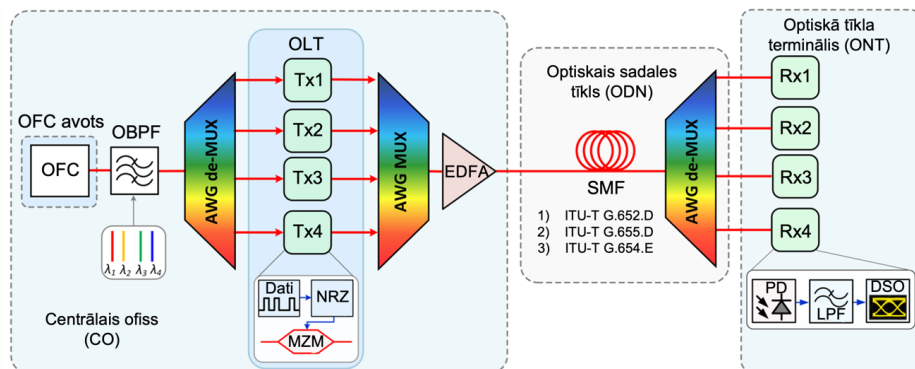 OLT
Optiskā tīkla
terminālis (ONT)
Optiskais sadales
tīkls (ODN)
OFC avots
OBPF
OFC
AWG de-MUX
Tx1
Tx2
Tx3
Tx4
AWG MUX
EDFA
SMF
1) ITU-T G.652.D
2) ITU-T G.655.D
3) ITU-T G.654.E
AWG de-MUX
Rx1
Rx2
Rx3
Rx4
λ1 λ2 λ3 λ4
Dati
NRZ
MZM
PD
LPF
DSO
Centrālais ofiss
(CO)